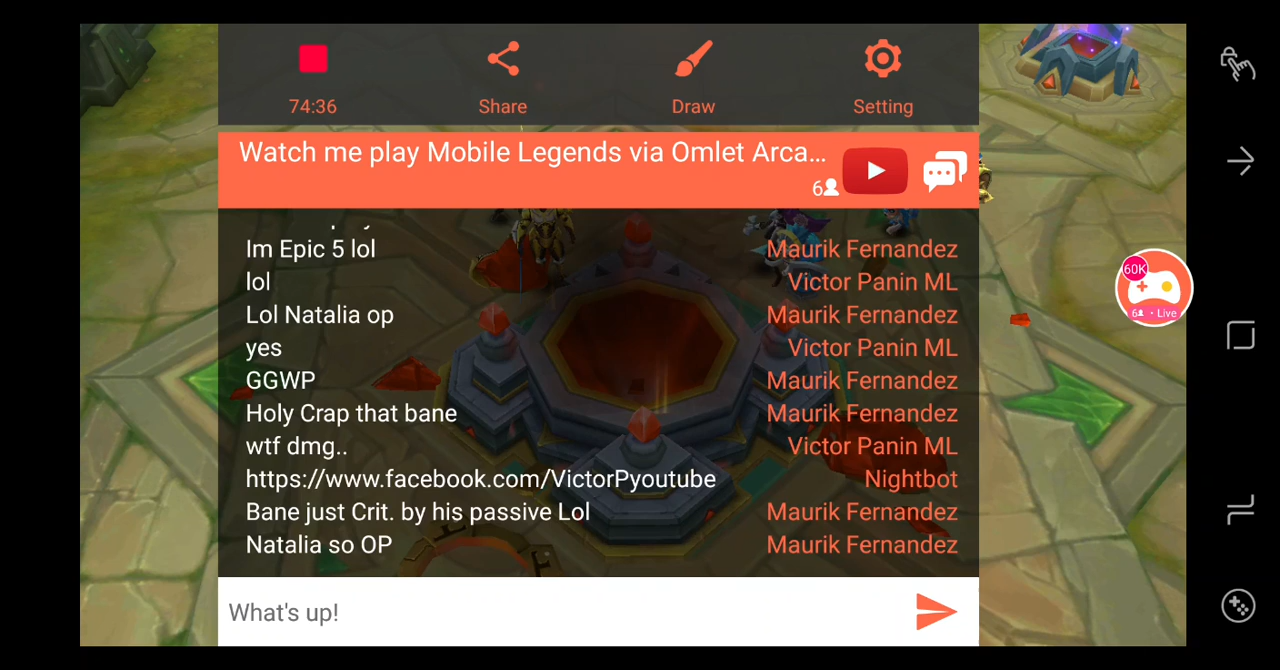 74:36
Share
Draw
Setting
Watch me play Mobile Legends via Omlet Arca...
6
Im Epic 5 lol Maurik Fernandez
lol Victor Panin ML
Lol Natalia op Maurik Fernandez
yes Victor Panin ML
GGWP Maurik Fernandez
Holy Crap that bane Maurik Fernandez
wtf dmg.. Victor Panin ML
https://www.facebook.com/VictorPyoutube Nightbot
Bane just Crit. by his passive Lol Maurik Fernandez
Natalia so OP Maurik Fernandez
What's up!
60K
6 • Live